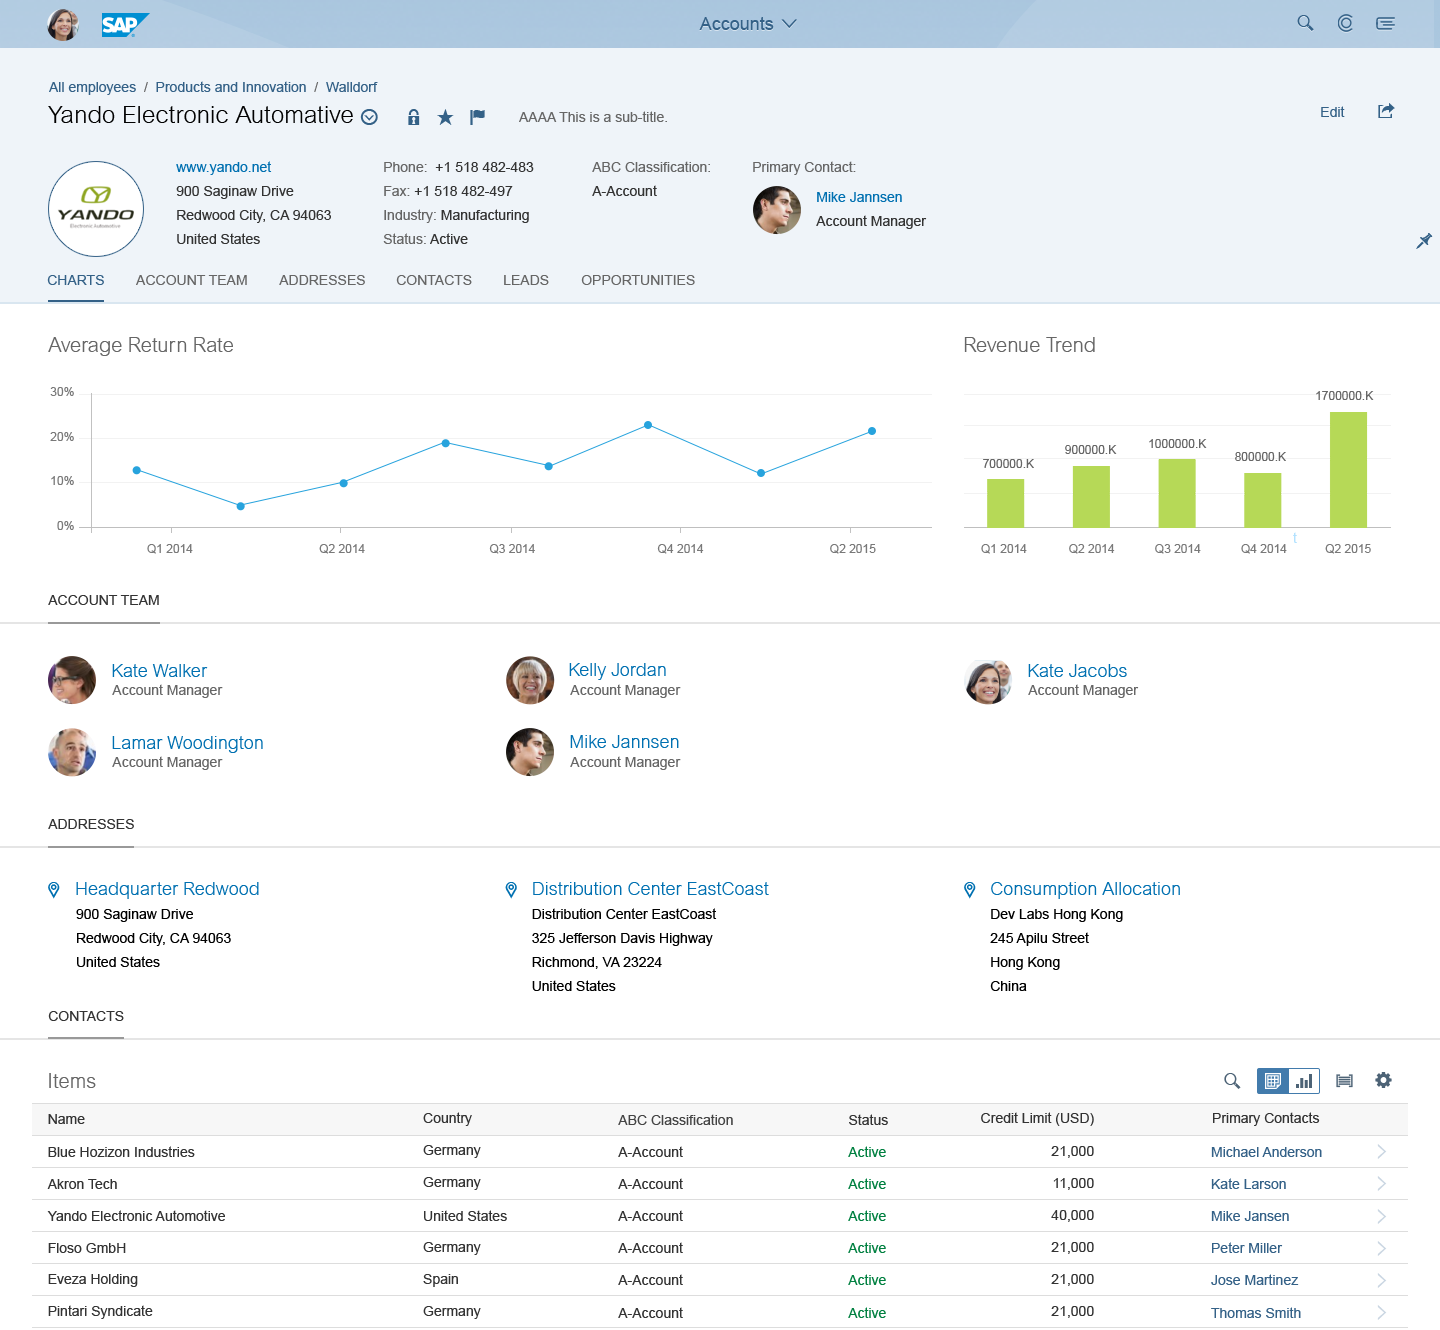 SAP
Accounts
All employees / Products and Innovation / Walldorf
Yando Electronic Automative
AAAA This is a sub-title.
Edit
YANDO
Electronic Automotive
www.yando.net
900 Saginaw Drive
Redwood City, CA 94063
United States
Phone: +1 518 482-483
Fax: +1 518 482-497
Industry: Manufacturing
Status: Active
ABC Classification:
A-Account
Primary Contact:
Mike Jannsen
Account Manager
CHARTS ACCOUNT TEAM ADDRESSES CONTACTS LEADS OPPORTUNITIES
Average Return Rate
30%
20%
10%
0%
Q1 2014 Q2 2014 Q3 2014 Q4 2014 Q2 2015
Revenue Trend
700000.K 900000.K 1000000.K 800000.K 1700000.K
t
Q1 2014 Q2 2014 Q3 2014 Q4 2014 Q2 2015
ACCOUNT TEAM
Kate Walker
Account Manager
Kelly Jordan
Account Manager
Kate Jacobs
Account Manager
Lamar Woodington
Account Manager
Mike Jannsen
Account Manager
ADDRESSES
Headquarter Redwood
900 Saginaw Drive
Redwood City, CA 94063
United States
Distribution Center EastCoast
Distribution Center EastCoast
325 Jefferson Davis Highway
Richmond, VA 23224
United States
Consumption Allocation
Dev Labs Hong Kong
245 Apilu Street
Hong Kong
China
CONTACTS
Items
Name Country ABC Classification Status Credit Limit (USD) Primary Contacts
Blue Hozizon Industries Germany A-Account Active 21,000 Michael Anderson
Akron Tech Germany A-Account Active 11,000 Kate Larson
Yando Electronic Automotive United States A-Account Active 40,000 Mike Jansen
Floso GmbH Germany A-Account Active 21,000 Peter Miller
Eveza Holding Spain A-Account Active 21,000 Jose Martinez
Pintari Syndicate Germany A-Account Active 21,000 Thomas Smith